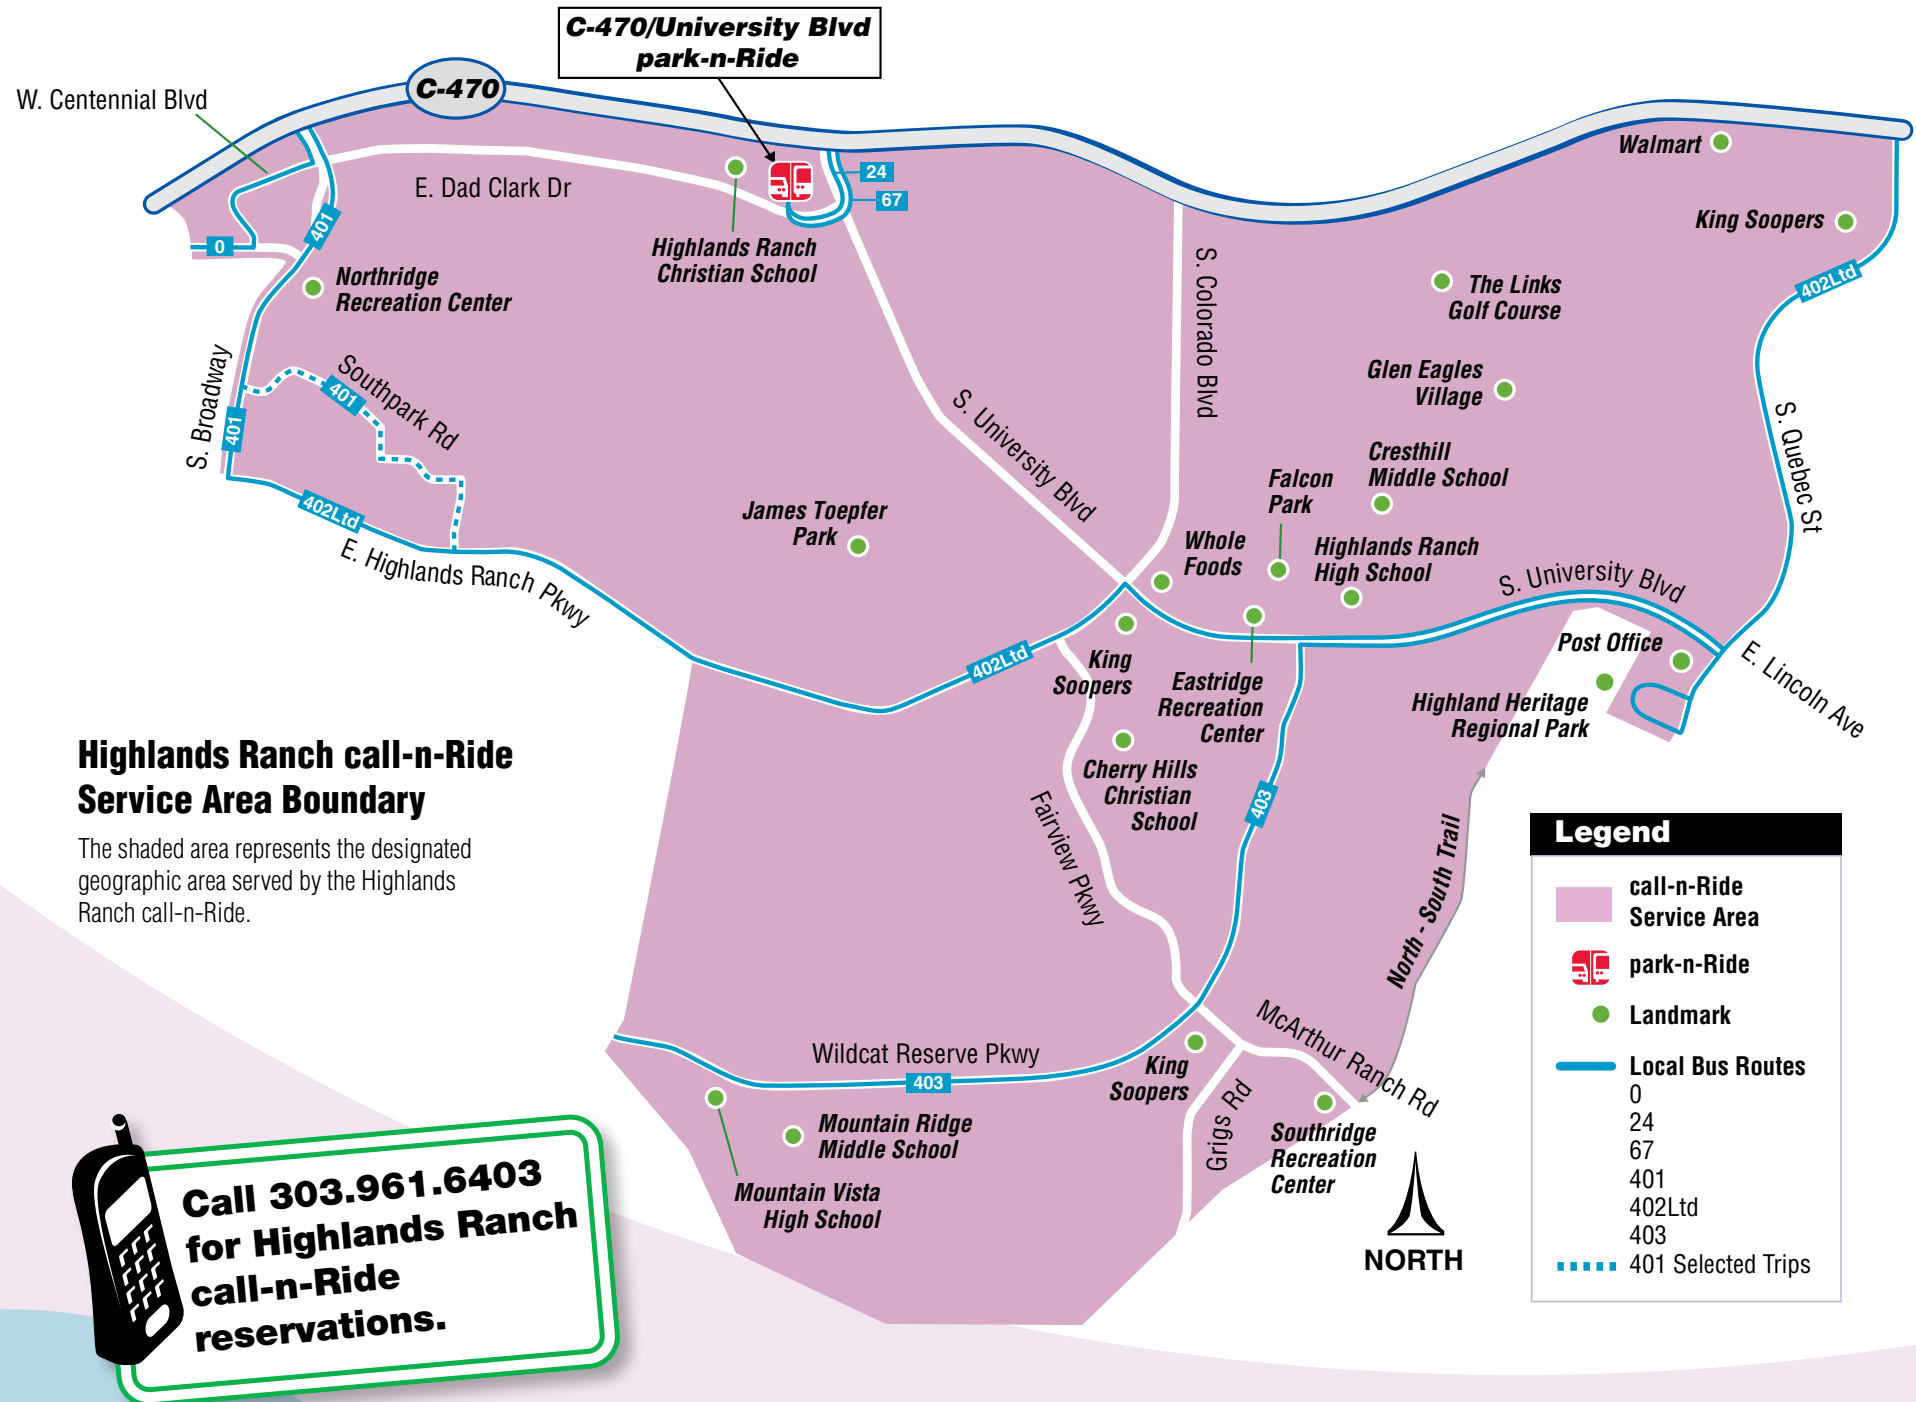 C-470/University Blvd
park-n-Ride
C-470
W. Centennial Blvd
Walmart
E. Dad Clark Dr
24
67
King Soopers
0
401
Highlands Ranch
Christian School
Northridge
Recreation Center
S. Colorado Blvd
The Links
Golf Course
402Ltd
S. Broadway
401
Southpark Rd
401
Glen Eagles
Village
S. University Blvd
S. Quebec St
Cresthill
Middle School
Falcon
Park
402Ltd
James Toepfer
Park
Whole
Foods
Highlands Ranch
High School
E. Highlands Ranch Pkwy
S. University Blvd
Post Office
402Ltd
King
Soopers
Eastridge
Recreation
Center
Highland Heritage
Regional Park
E. Lincoln Ave
Highlands Ranch call-n-Ride
Service Area Boundary
The shaded area represents the designated
geographic area served by the Highlands
Ranch call-n-Ride.
Cherry Hills
Christian
School
403
Fairview Pkwy
North - South Trail
Legend
call-n-Ride
Service Area
park-n-Ride
Landmark
Local Bus Routes
0
24
67
401
402Ltd
403
401 Selected Trips
McArthur Ranch Rd
Wildcat Reserve Pkwy
403
King
Soopers
Grigs Rd
Mountain Ridge
Middle School
Mountain Vista
High School
Southridge
Recreation
Center
NORTH
Call 303.961.6403
for Highlands Ranch
call-n-Ride
reservations.